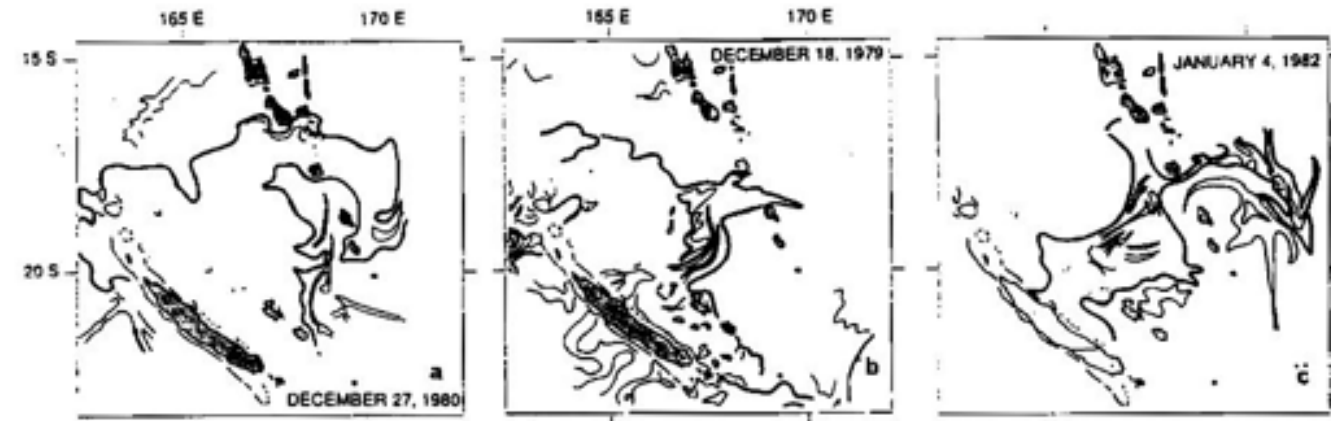 165 E 170 E 165 E 170 E
15 S
DECEMBER 18, 1979
JANUARY 4, 1982
20 S
a
b
c
DECEMBER 27, 1980